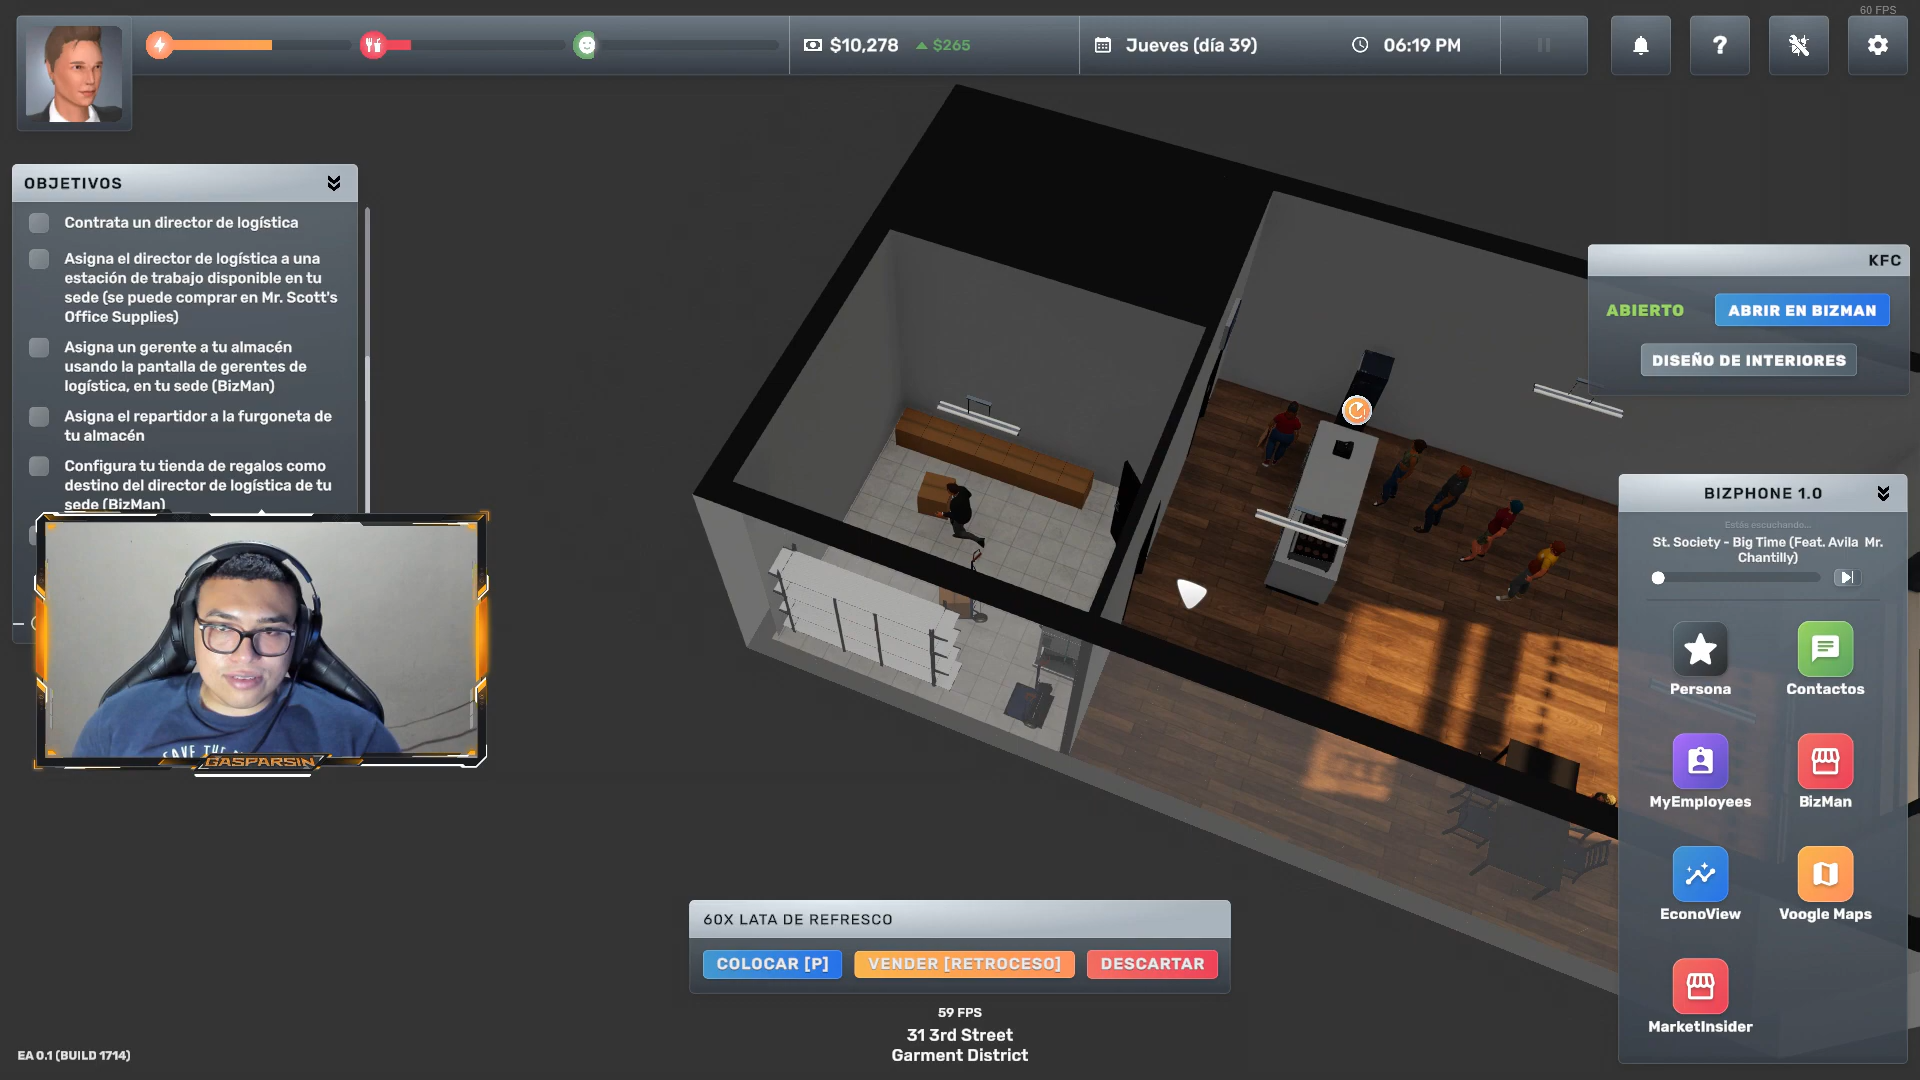 60 FPS
$10,278
$265
Jueves (día 39)
06:19 PM
OBJETIVOS
Contrata un director de logística
Asigna el director de logística a una
estación de trabajo disponible en tu
sede (se puede comprar en Mr. Scott's
Office Supplies)
Asigna un gerente a tu almacén
usando la pantalla de gerentes de
logística, en tu sede (BizMan)
Asigna el repartidor a la furgoneta de
tu almacén
Configura tu tienda de regalos como
destino del director de logística de tu
sede (BizMan)
GASPARSIN
KFC
ABIERTO
ABRIR EN BIZMAN
DISEÑO DE INTERIORES
BIZPHONE 1.0
Estás escuchando...
St. Society - Big Time (Feat. Avila Mr.
Chantilly)
Persona
Contactos
MyEmployees
BizMan
EconoView
Voogle Maps
MarketInsider
60X LATA DE REFRESCO
COLOCAR [P]
VENDER [RETROCESO]
DESCARTAR
59 FPS
31 3rd Street
Garment District
EA 0.1 (BUILD 1714)